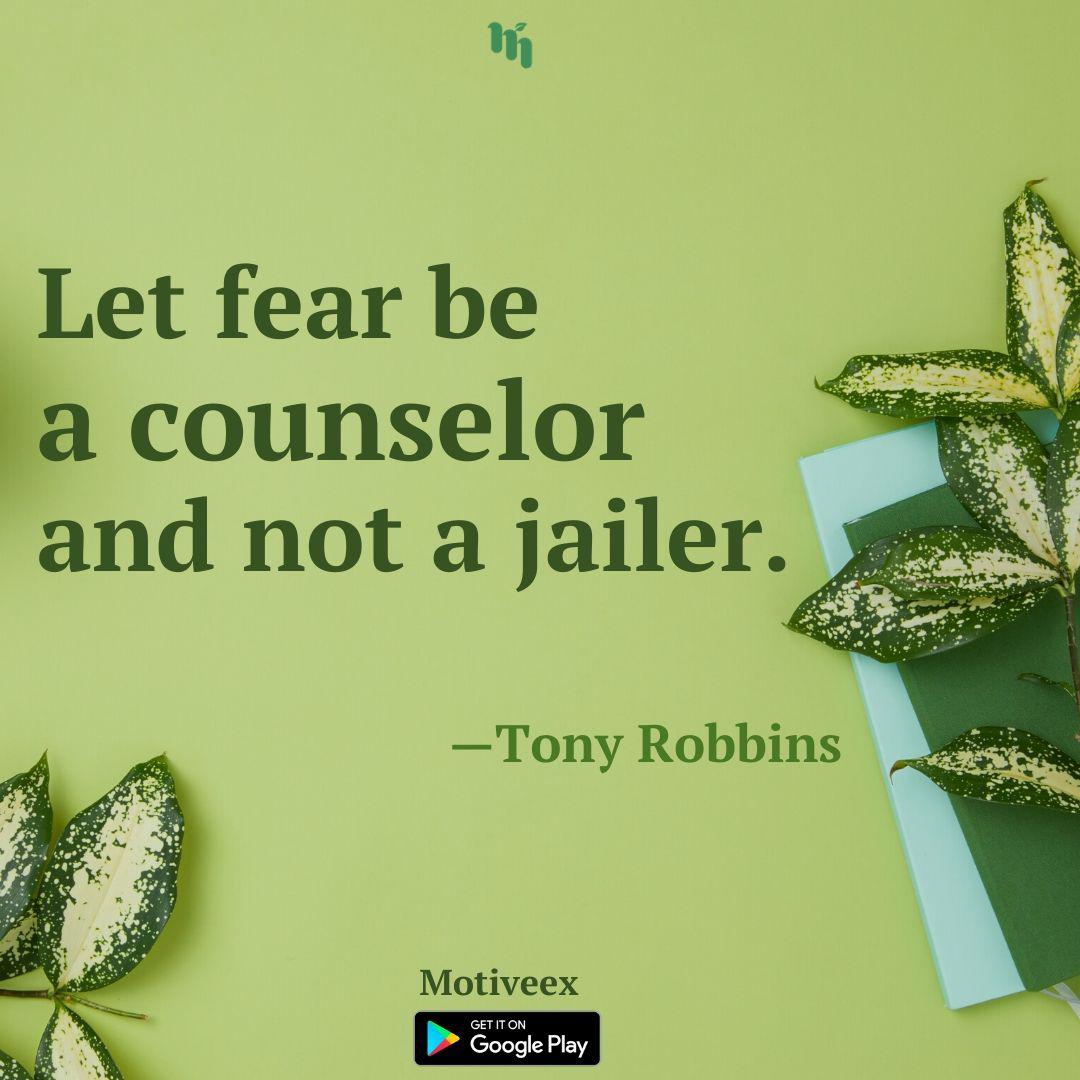 m
Let fear be
a counselor
and not a jailer.
—Tony Robbins
Motiveex
GET IT ON
Google Play